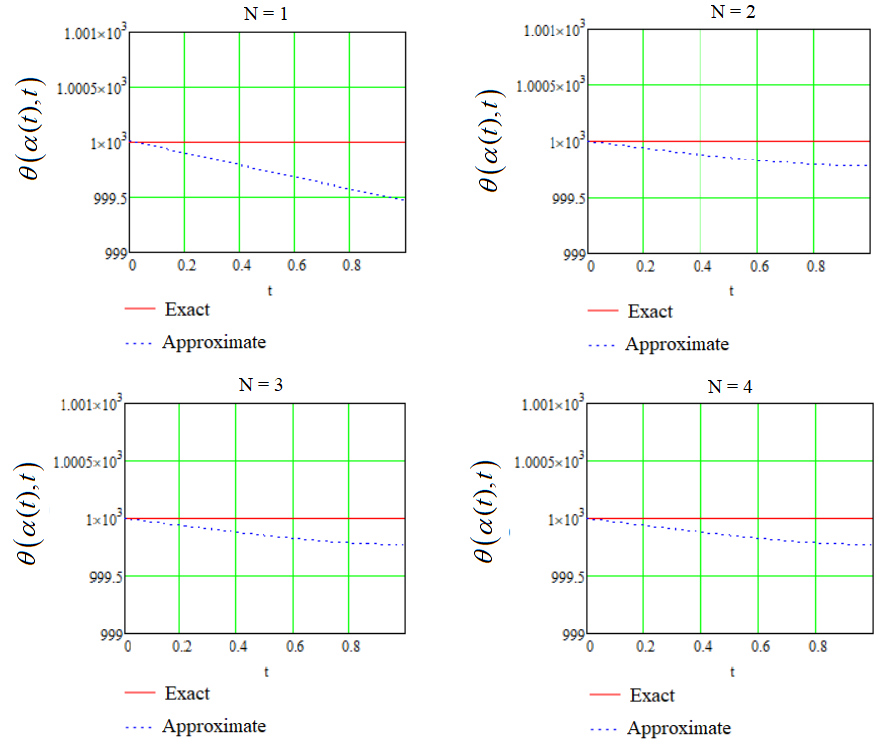 N = 1
1.001×10³
1.0005×10³
1×10³
999.5
999
θ(α(t),t)
0 0.2 0.4 0.6 0.8
t
Exact
Approximate
N = 2
1.001×10³
1.0005×10³
1×10³
999.5
999
θ(α(t),t)
0 0.2 0.4 0.6 0.8
t
Exact
Approximate
N = 3
1.001×10³
1.0005×10³
1×10³
999.5
999
θ(α(t),t)
0 0.2 0.4 0.6 0.8
t
Exact
Approximate
N = 4
1.001×10³
1.0005×10³
1×10³
999.5
999
θ(α(t),t)
0 0.2 0.4 0.6 0.8
t
Exact
Approximate